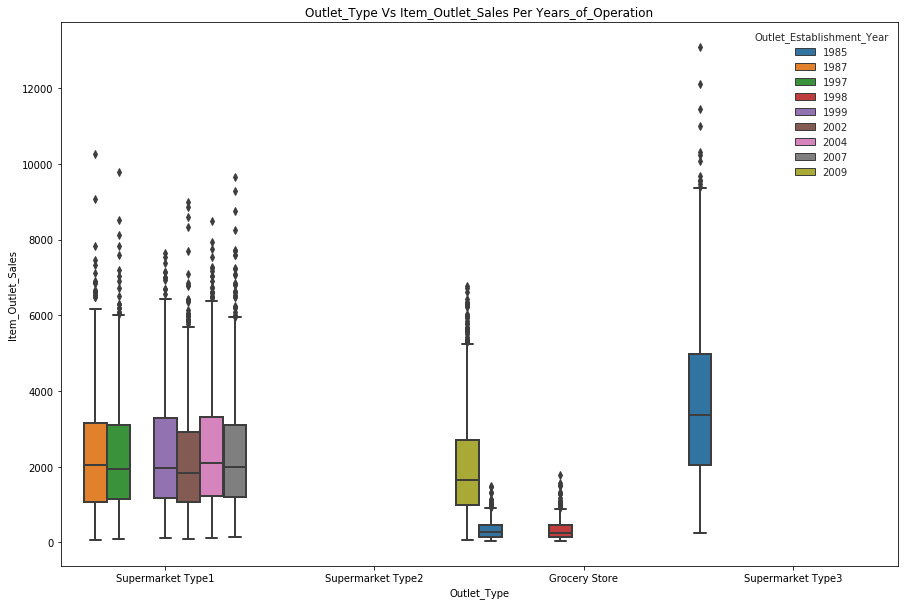 Outlet_Type Vs Item_Outlet_Sales Per Years_of_Operation
Outlet_Establishment_Year
1985
1987
1997
1998
1999
2002
2004
2007
2009
12000
10000
8000
6000
4000
2000
0
Item_Outlet_Sales
Supermarket Type1
Supermarket Type2
Grocery Store
Supermarket Type3
Outlet_Type